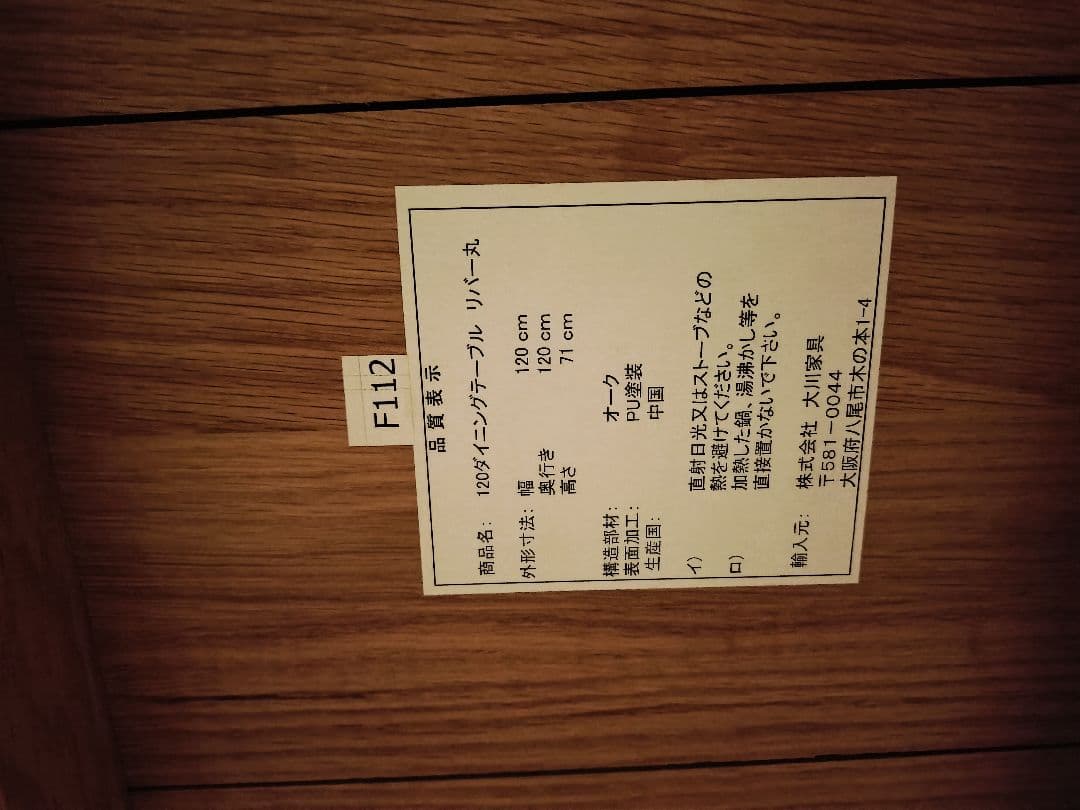 F112
品質表示
商品名: 120ダイニングテーブル リバー丸
外形寸法: 幅 120 cm
奥行き 120 cm
高さ 71 cm
構造部材: オーク
表面加工: PU塗装
生産国: 中国
イ) 直射日光又はストーブなどの
熱を避けてください。
ロ) 加熱した鍋、湯沸かし等を
直接置かないで下さい。
輸入元: 株式会社 大川家具
〒581-0044
大阪府八尾市木の本1-4